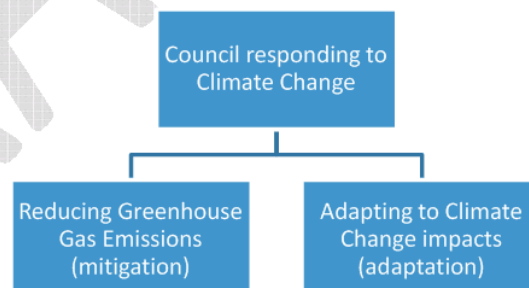 Council responding to
Climate Change
Reducing Greenhouse
Gas Emissions
(mitigation)
Adapting to Climate
Change impacts
(adaptation)